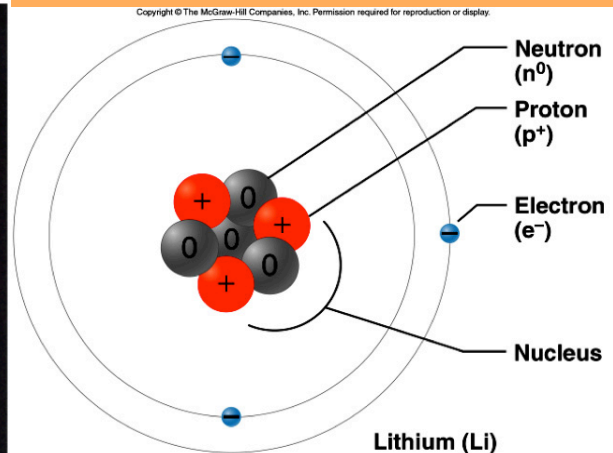 Copyright © The McGraw-Hill Companies, Inc. Permission required for reproduction or display.
Neutron
(n⁰)
Proton
(p⁺)
Electron
(e⁻)
Nucleus
Lithium (Li)
−
0
+
+
0
0
0
+
−
−